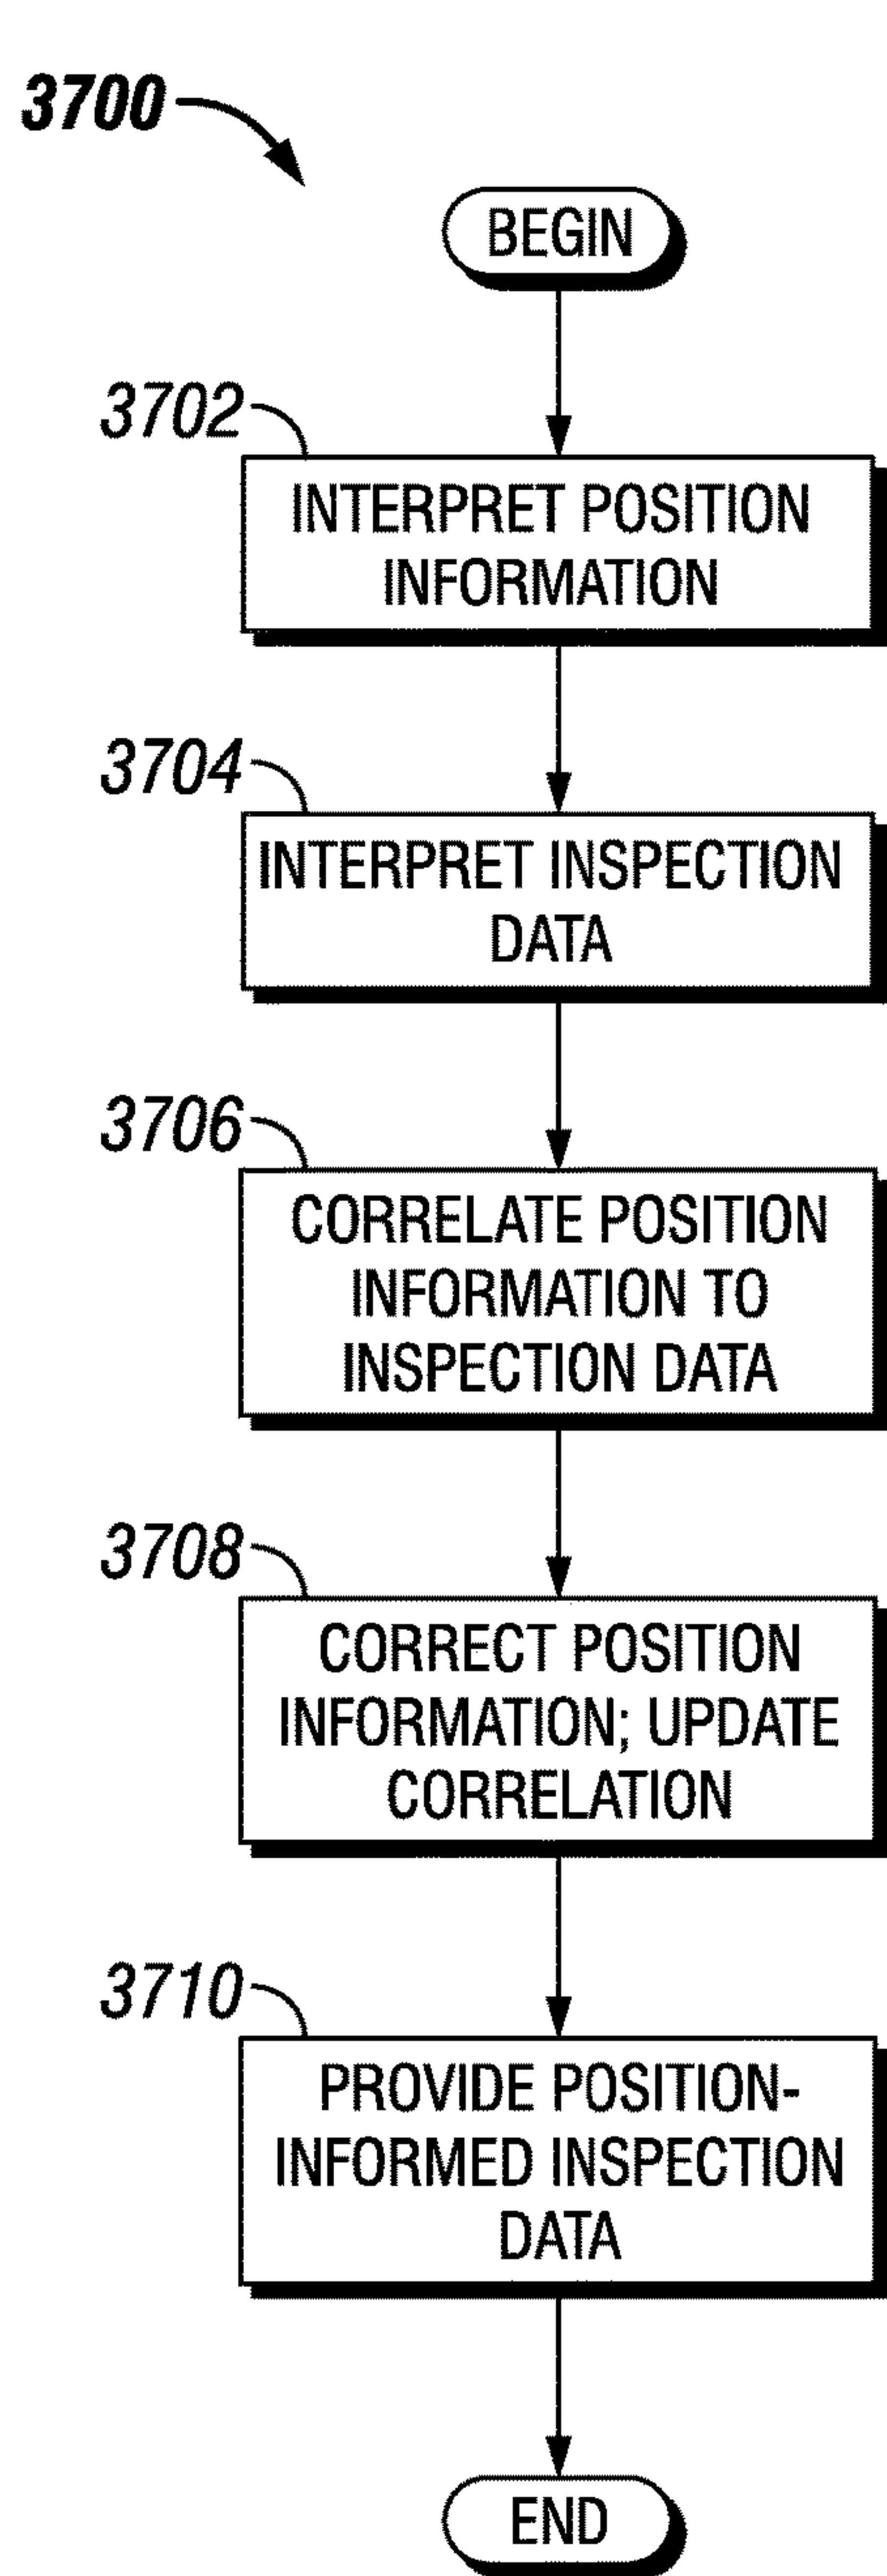 3700
BEGIN
3702
INTERPRET POSITION
INFORMATION
3704
INTERPRET INSPECTION
DATA
3706
CORRELATE POSITION
INFORMATION TO
INSPECTION DATA
3708
CORRECT POSITION
INFORMATION; UPDATE
CORRELATION
3710
PROVIDE POSITION-
INFORMED INSPECTION
DATA
END